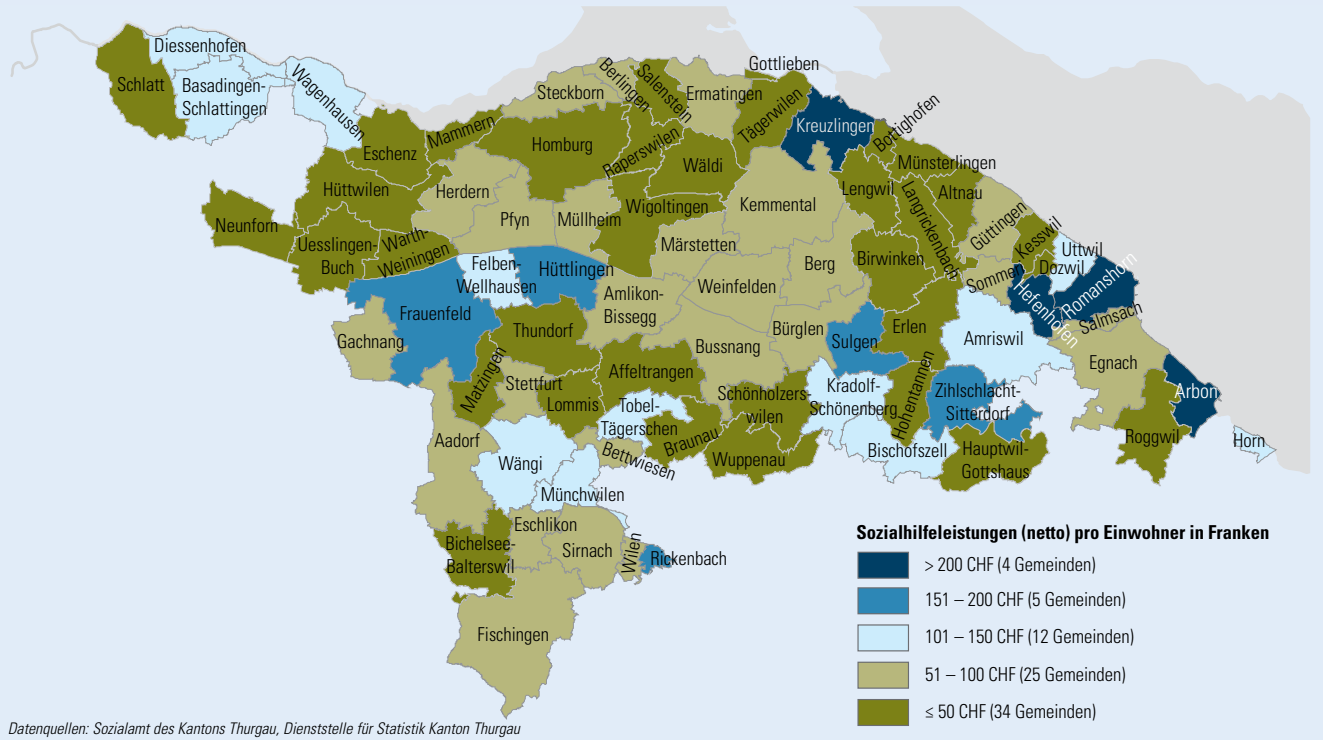 Diessenhofen
Schlatt
Basadingen-
Schlattingen
Wagenhausen
Gottlieben
Steckborn
Berlingen
Salenstein
Ermatingen
Tägerwilen
Kreuzlingen
Bottighofen
Mammern
Eschenz
Homburg
Raperswilen
Wäldi
Münsterlingen
Lengwil
Langrickenbach
Altnau
Hüttwilen
Herdern
Pfyn
Müllheim
Wigoltingen
Kemmental
Güttingen
Kesswil
Uttwil
Neunforn
Uesslingen-
Buch
Warth-
Weiningen
Märstetten
Berg
Birwinken
Sommeri
Dozwil
Hefenhofen
Romanshorn
Salmsach
Felben-
Wellhausen
Hüttlingen
Amlikon-
Bissegg
Weinfelden
Frauenfeld
Gachnang
Thundorf
Bürglen
Sulgen
Erlen
Amriswil
Egnach
Bussnang
Matzingen
Stettfurt
Lommis
Affeltrangen
Schönholzers-
wilen
Kradolf-
Schönenberg
Hohentannen
Zihlschlacht-
Sitterdorf
Arbon
Roggwil
Horn
Tobel-
Tägerschen
Braunau
Wuppenau
Bischofszell
Hauptwil-
Gottshaus
Aadorf
Wängi
Bettwiesen
Münchwilen
Eschlikon
Sirnach
Wilen
Rickenbach
Bichelsee-
Balterswil
Fischingen
Sozialhilfeleistungen (netto) pro Einwohner in Franken
> 200 CHF (4 Gemeinden)
151 – 200 CHF (5 Gemeinden)
101 – 150 CHF (12 Gemeinden)
51 – 100 CHF (25 Gemeinden)
≤ 50 CHF (34 Gemeinden)
Datenquellen: Sozialamt des Kantons Thurgau, Dienststelle für Statistik Kanton Thurgau